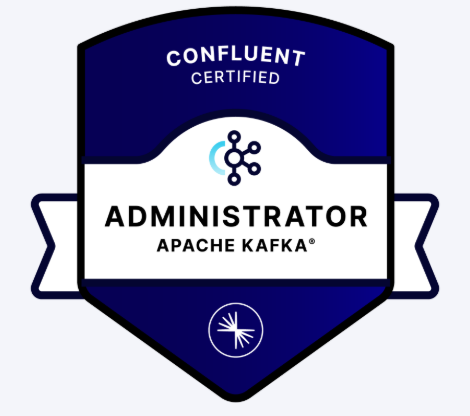 CONFLUENT
CERTIFIED
ADMINISTRATOR
APACHE KAFKA®